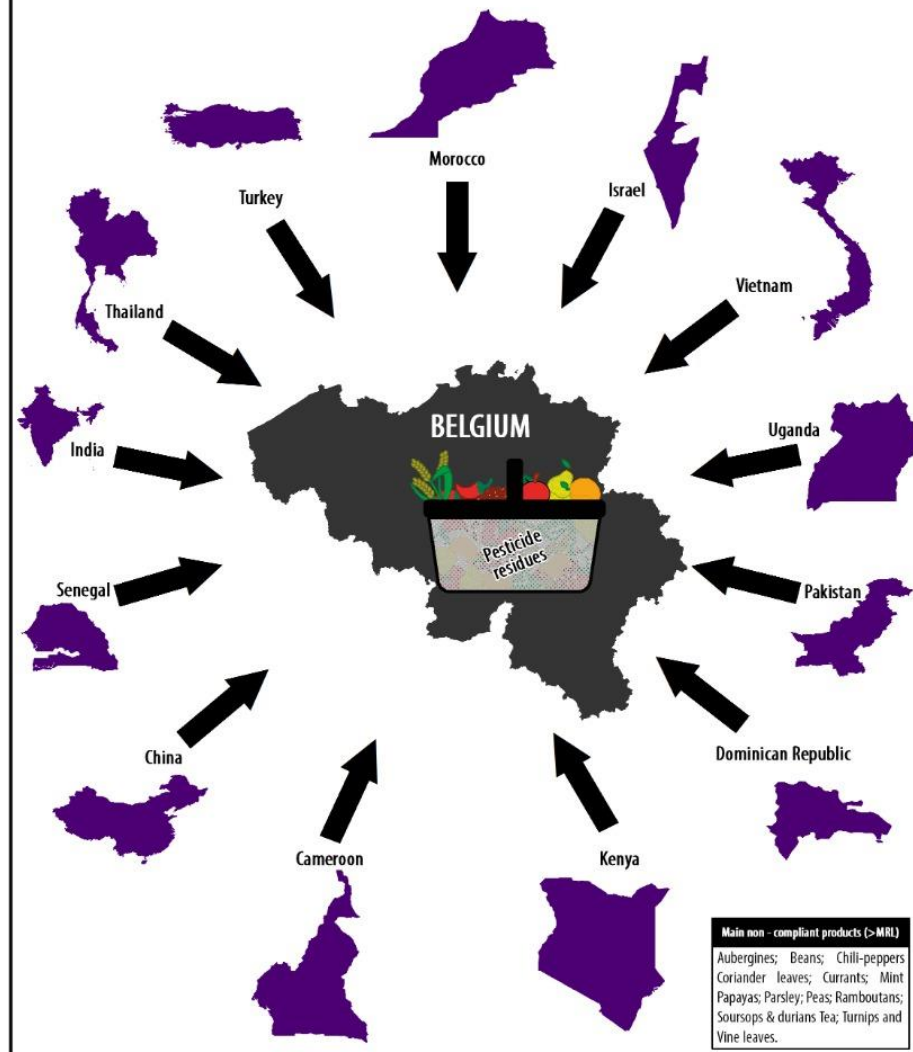 Morocco
Turkey
Israel
Vietnam
Thailand
BELGIUM
Uganda
India
Pesticide
residues
Senegal
Pakistan
China
Dominican Republic
Cameroon
Kenya
Main non - compliant products (>MRL)
Aubergines; Beans; Chili-peppers
Coriander leaves; Currants; Mint
Papayas; Parsley; Peas; Ramboutans;
Soursops & durians Tea; Turnips and
Vine leaves.